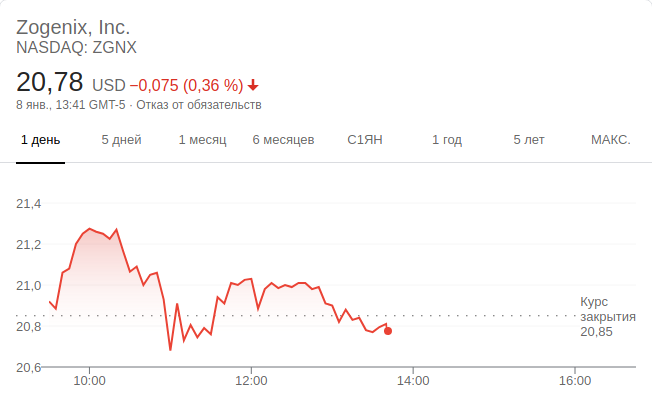 Zogenix, Inc.
NASDAQ: ZGNX
20,78 USD −0,075 (0,36 %)
8 янв., 13:41 GMT-5 · Отказ от обязательств
1 день 5 дней 1 месяц 6 месяцев С1ЯН 1 год 5 лет МАКС.
21,4
21,2
21,0
20,8
20,6
Курс
закрытия
20,85
10:00 12:00 14:00 16:00